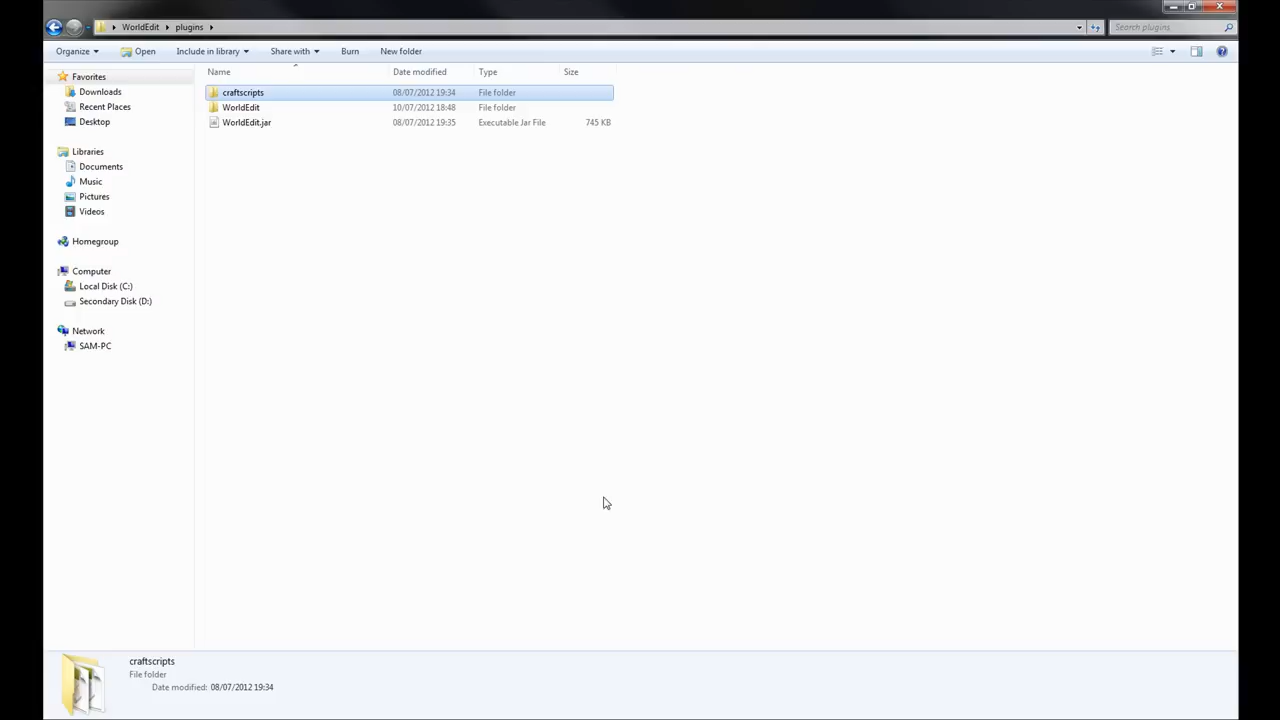 WorldEdit plugins
Search plugins
Organize Open Include in library Share with Burn New folder
Name Date modified Type Size
craftscripts 08/07/2012 19:34 File folder
WorldEdit 10/07/2012 18:48 File folder
WorldEdit.jar 08/07/2012 19:35 Executable Jar File 745 KB
Favorites
Downloads
Recent Places
Desktop
Libraries
Documents
Music
Pictures
Videos
Homegroup
Computer
Local Disk (C:)
Secondary Disk (D:)
Network
SAM-PC
craftscripts
File folder
Date modified: 08/07/2012 19:34